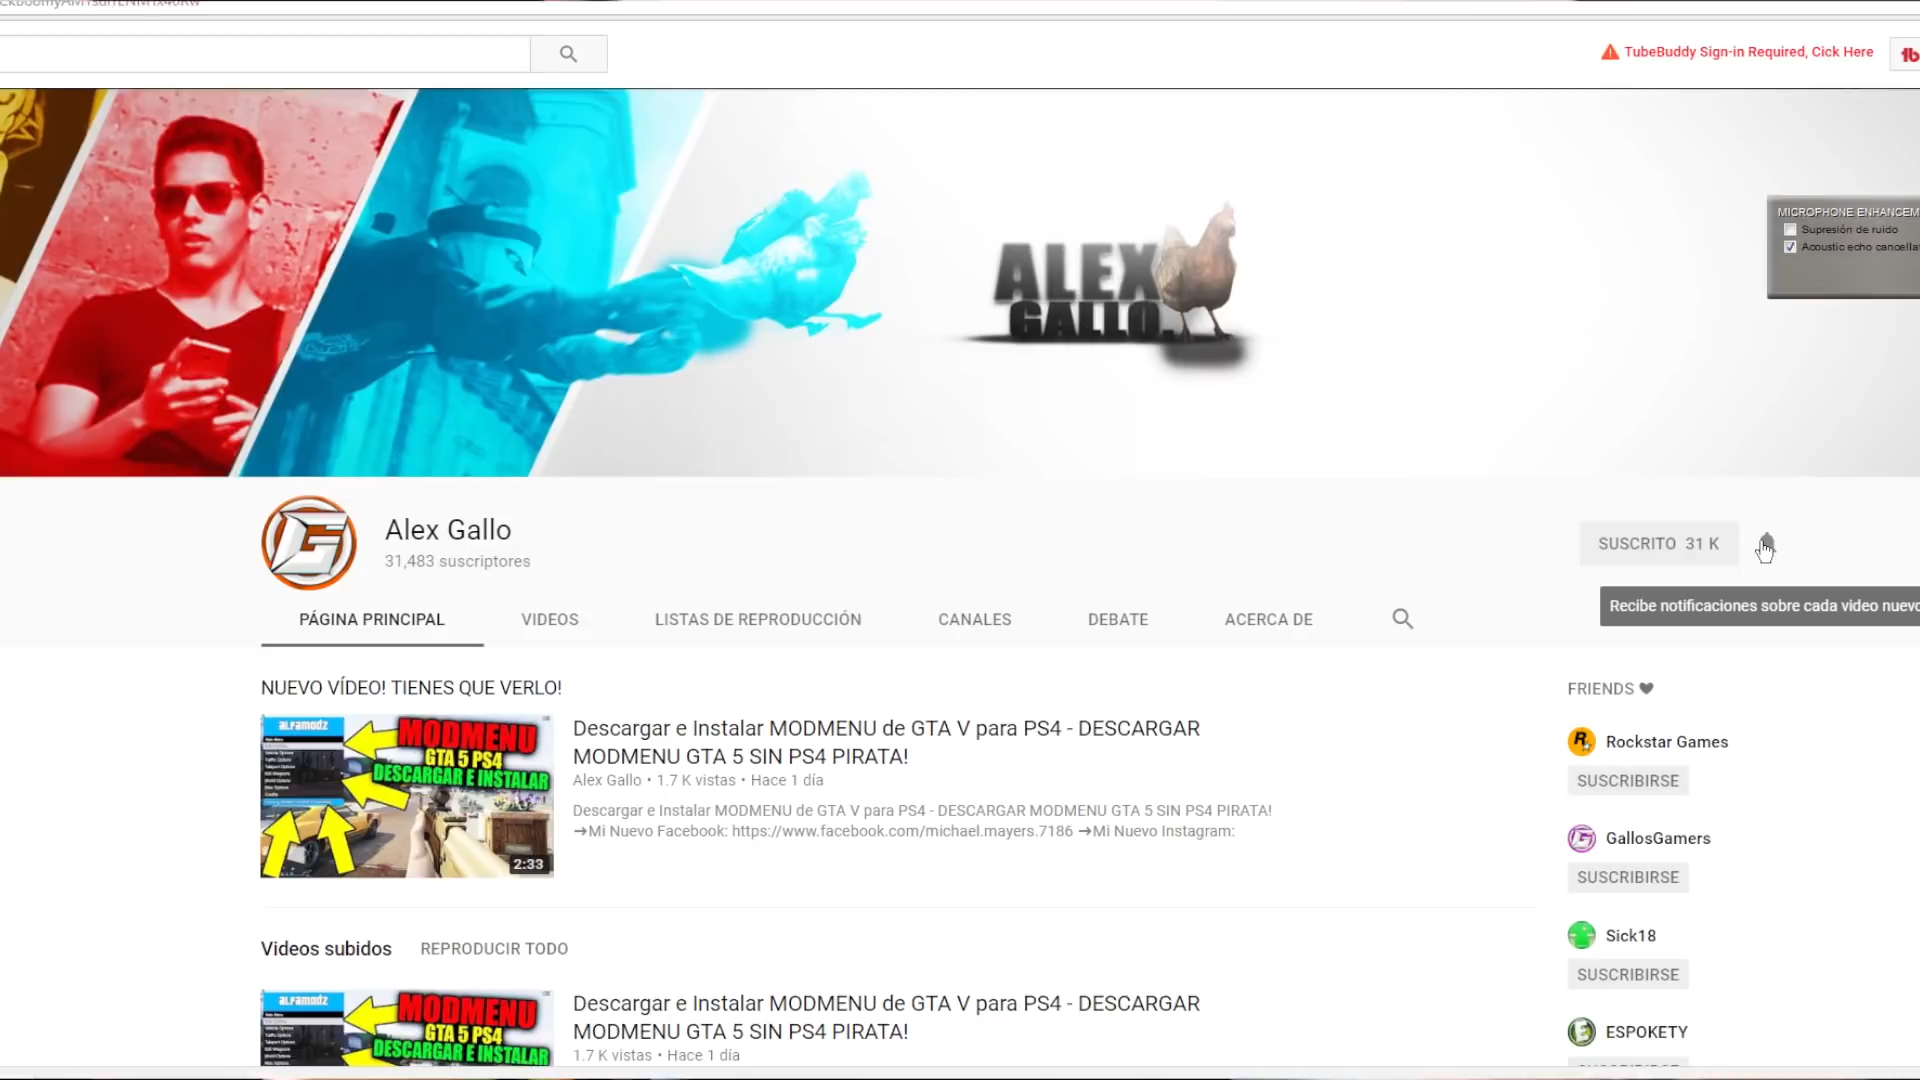 TubeBuddy Sign-in Required, Cick Here
tb
MICROPHONE ENHANCEM
Supresión de ruido
Acoustic echo cancella
ALEX
GALLO.
Alex Gallo
31,483 suscriptores
SUSCRITO 31 K
Recibe notificaciones sobre cada video nuevo
PÁGINA PRINCIPAL
VIDEOS
LISTAS DE REPRODUCCIÓN
CANALES
DEBATE
ACERCA DE
NUEVO VÍDEO! TIENES QUE VERLO!
ALFAMODZ
MODMENU
GTA 5 PS4
DESCARGAR E INSTALAR
2:33
Descargar e Instalar MODMENU de GTA V para PS4 - DESCARGAR
MODMENU GTA 5 SIN PS4 PIRATA!
Alex Gallo • 1.7 K vistas • Hace 1 día
Descargar e Instalar MODMENU de GTA V para PS4 - DESCARGAR MODMENU GTA 5 SIN PS4 PIRATA!
➔Mi Nuevo Facebook: https://www.facebook.com/michael.mayers.7186 ➔Mi Nuevo Instagram:
FRIENDS ❤
Rockstar Games
SUSCRIBIRSE
GallosGamers
SUSCRIBIRSE
Sick18
SUSCRIBIRSE
ESPOKETY
Videos subidos
REPRODUCIR TODO
ALFAMODZ
MODMENU
GTA 5 PS4
DESCARGAR E INSTALAR
Descargar e Instalar MODMENU de GTA V para PS4 - DESCARGAR
MODMENU GTA 5 SIN PS4 PIRATA!
1.7 K vistas • Hace 1 día